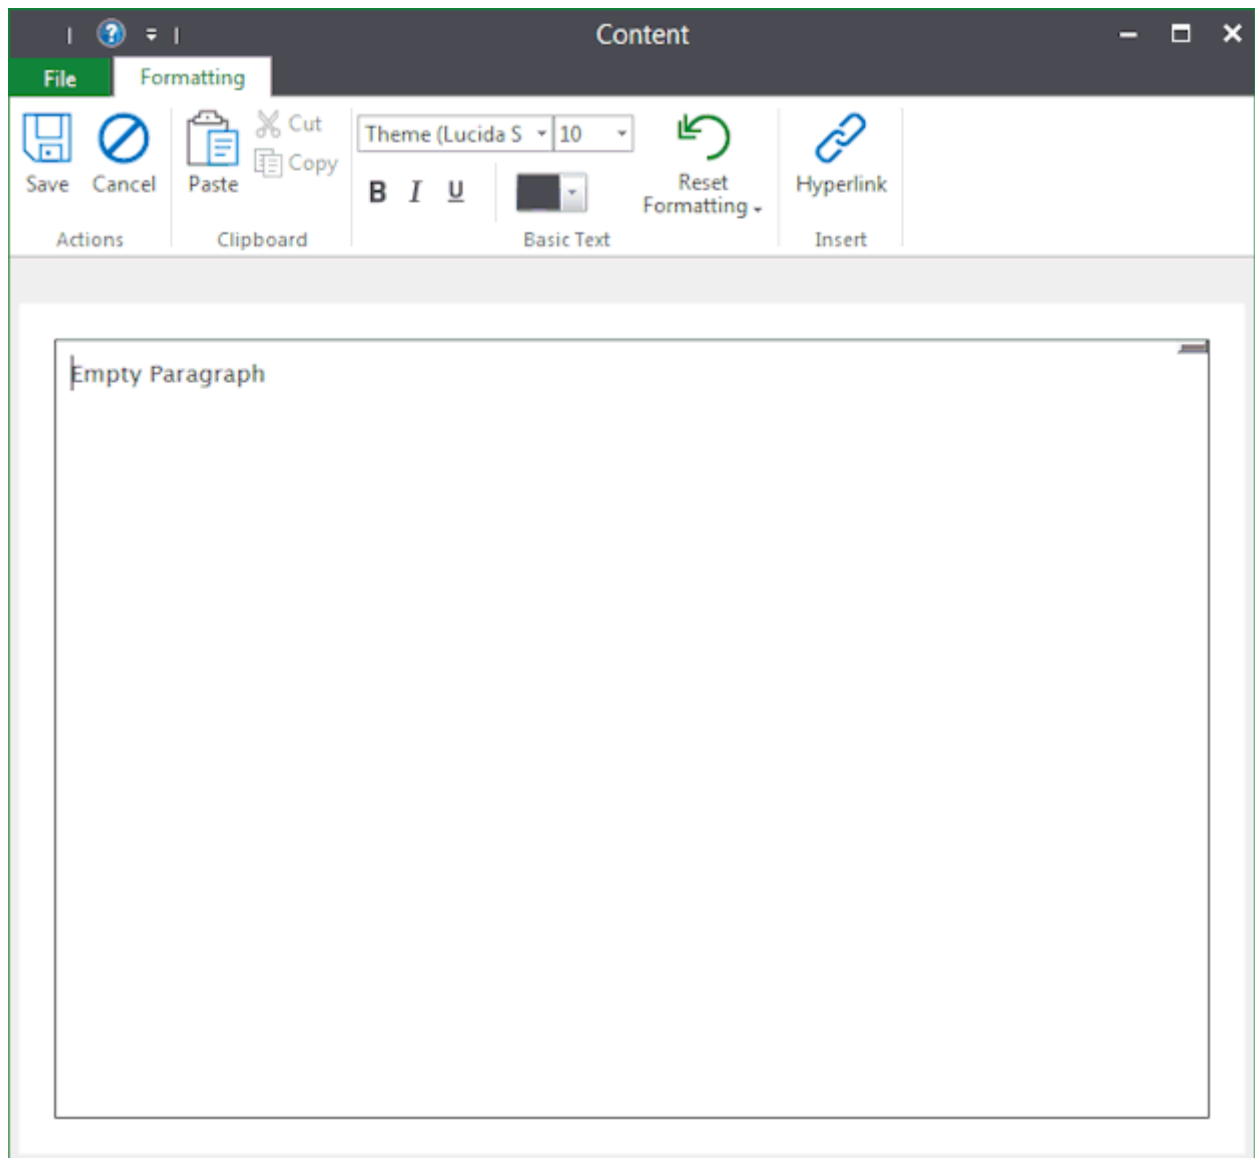 Content
File Formatting
Cut
Theme (Lucida S 10
Copy
Save Cancel Paste B I U Reset Formatting Hyperlink
Actions Clipboard Basic Text Insert
Empty Paragraph